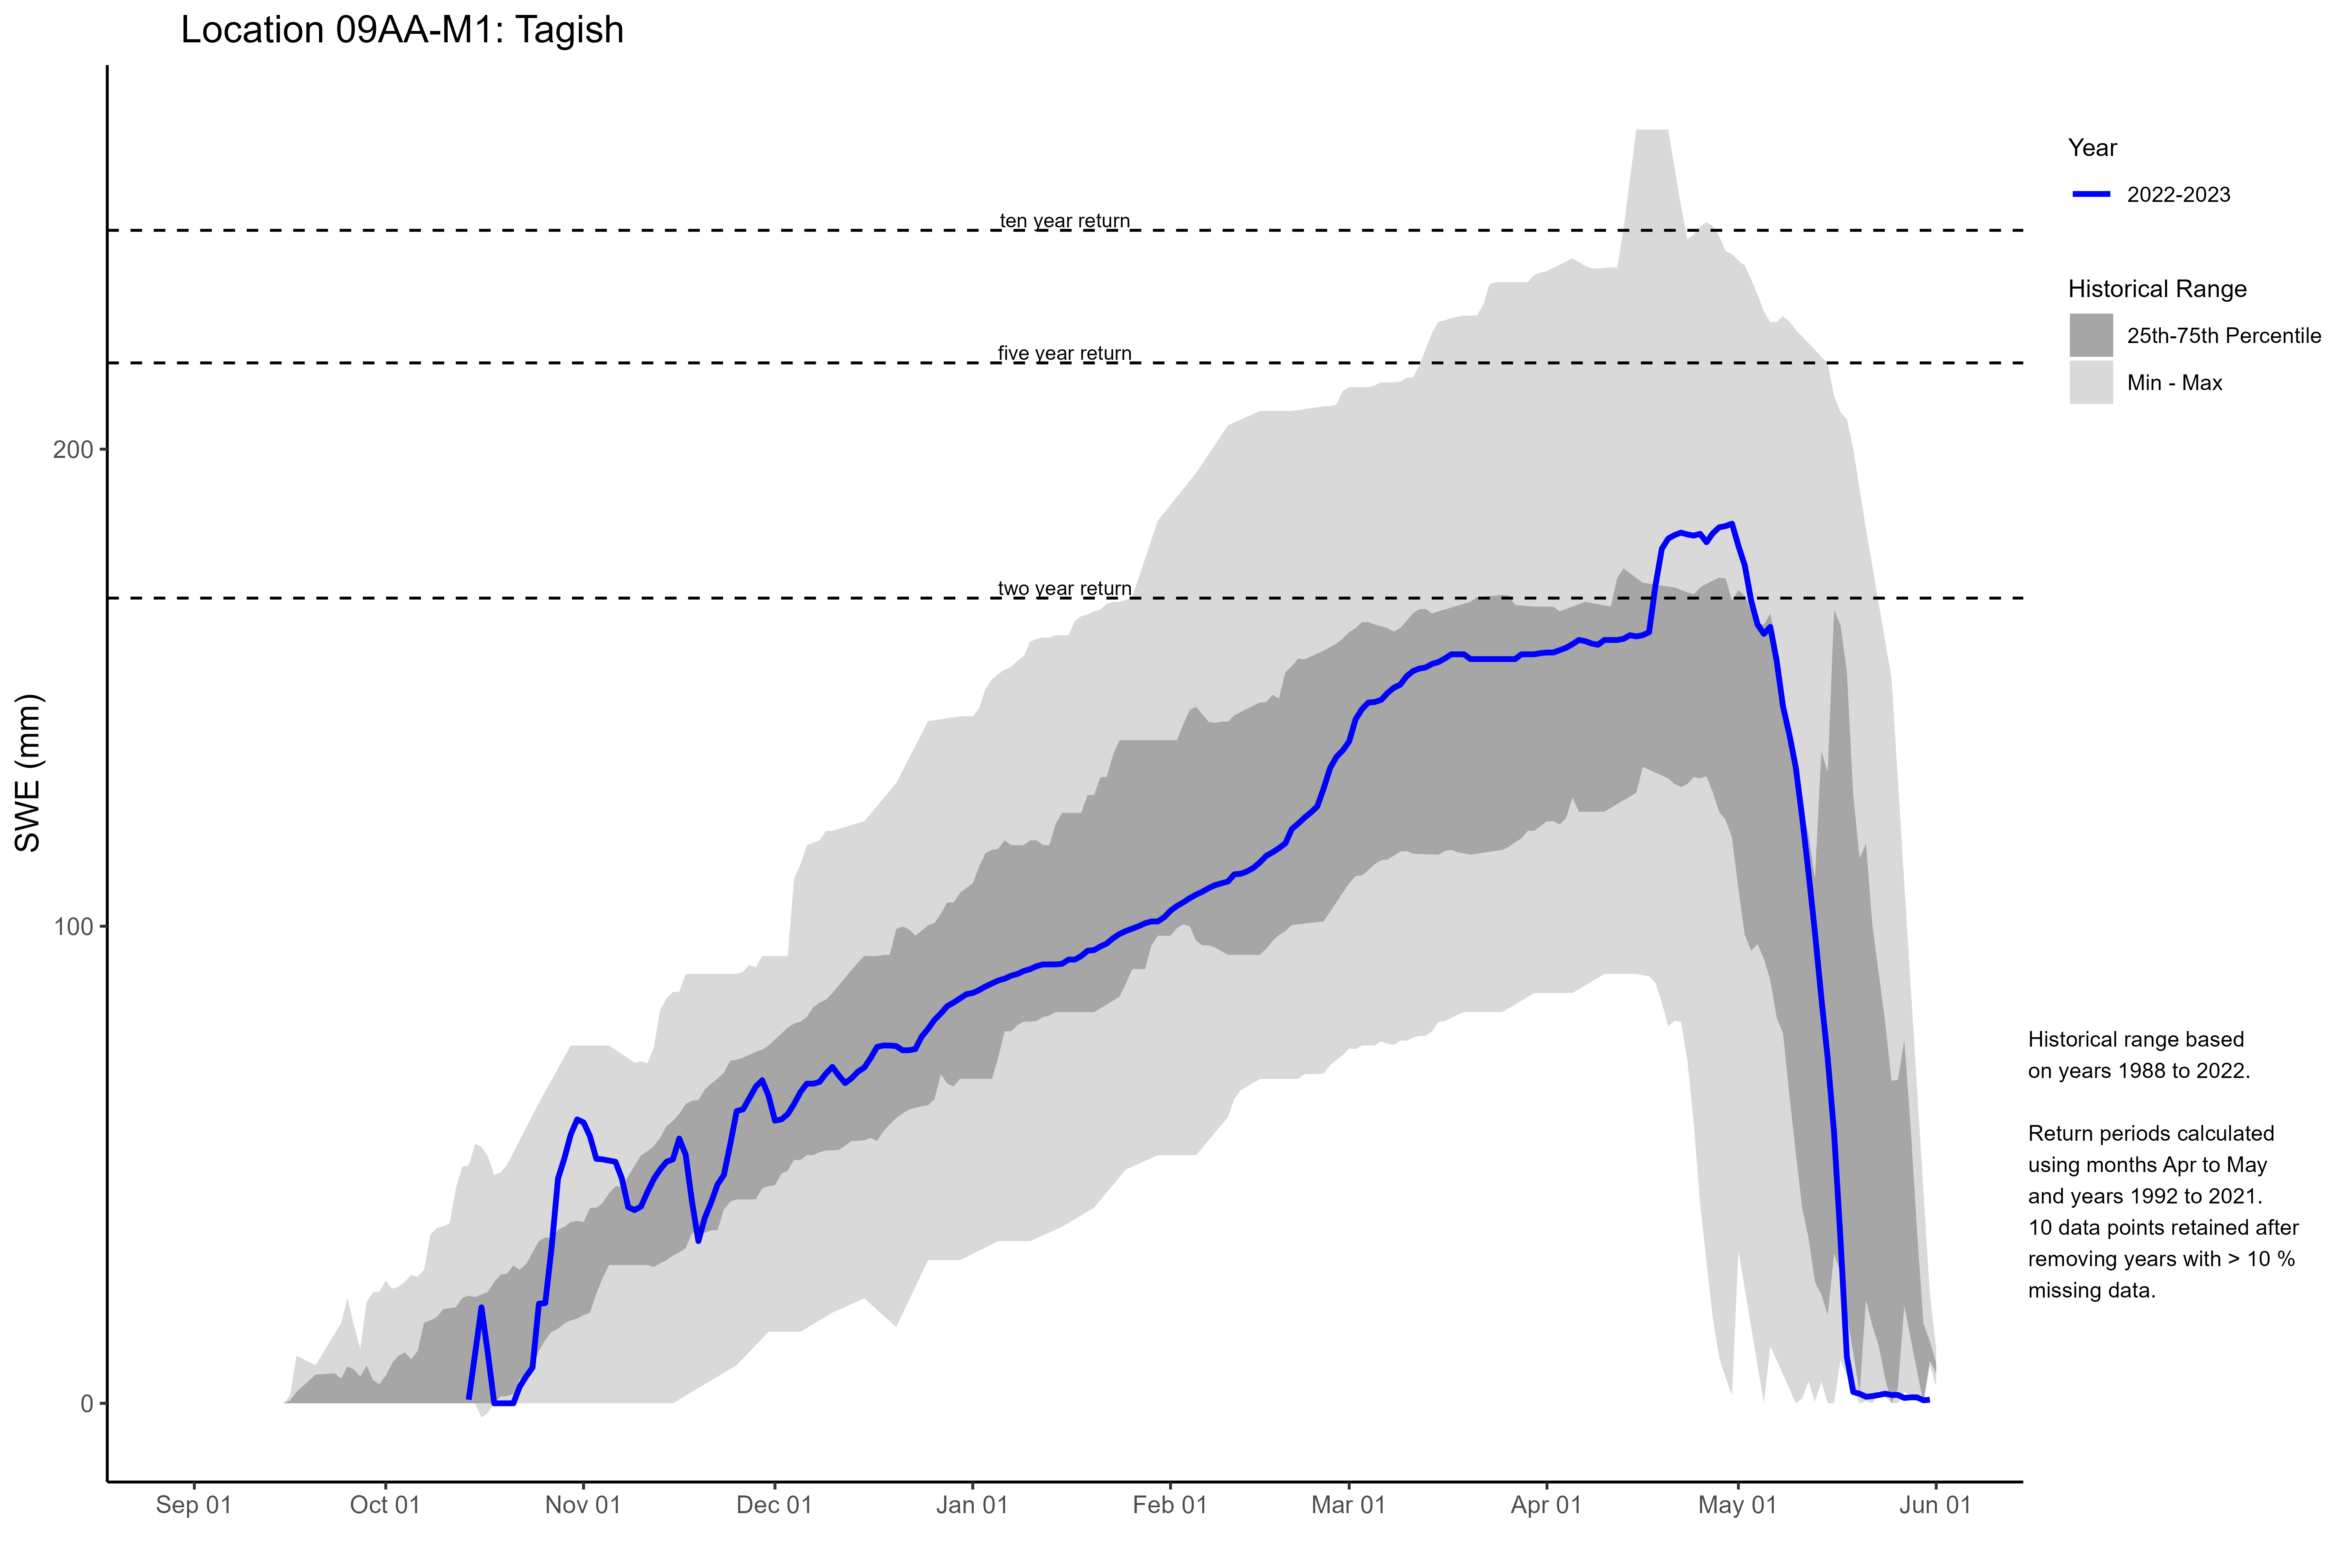 Location 09AA-M1: Tagish
SWE (mm)
200
100
0
ten year return
five year return
two year return
Sep 01
Oct 01
Nov 01
Dec 01
Jan 01
Feb 01
Mar 01
Apr 01
May 01
Jun 01
Year
2022-2023
Historical Range
25th-75th Percentile
Min - Max
Historical range based
on years 1988 to 2022.
Return periods calculated
using months Apr to May
and years 1992 to 2021.
10 data points retained after
removing years with > 10 %
missing data.